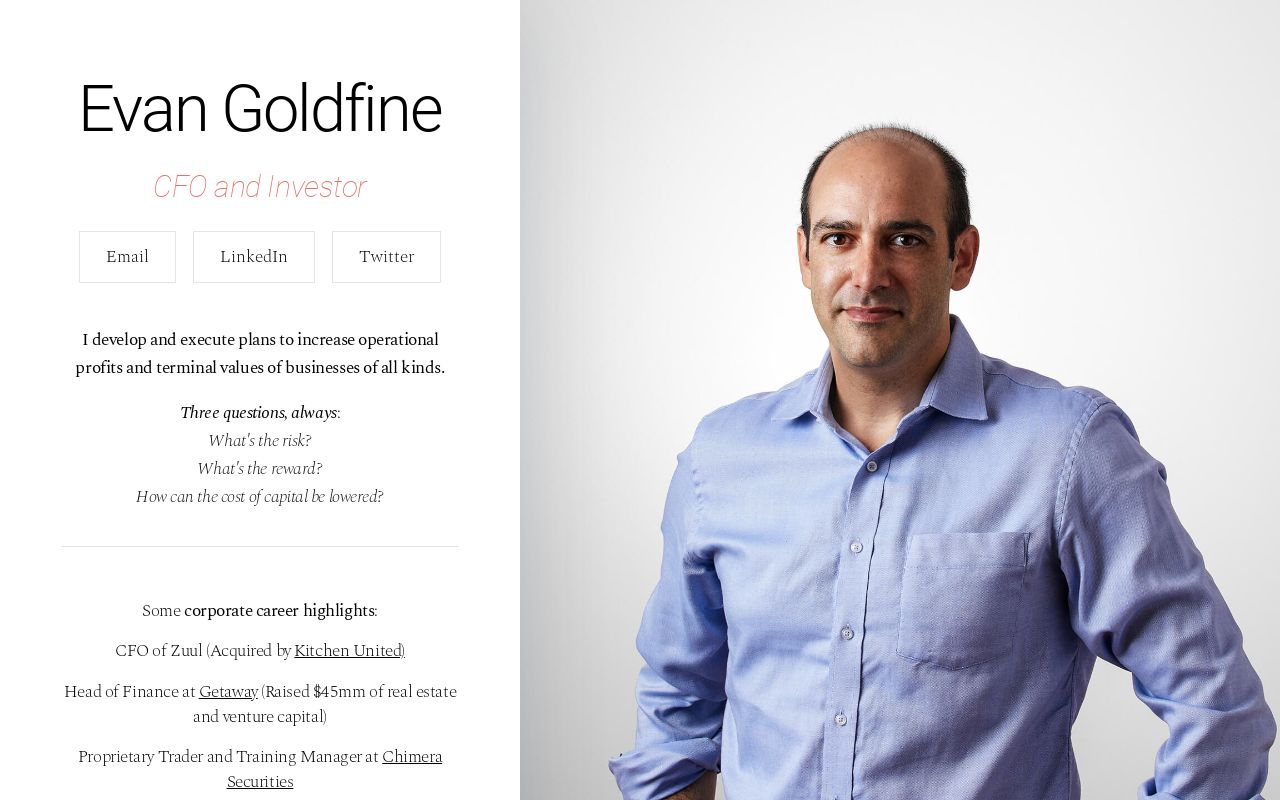 Evan Goldfine
CFO and Investor
Email
LinkedIn
Twitter
I develop and execute plans to increase operational
profits and terminal values of businesses of all kinds.
Three questions, always:
What's the risk?
What's the reward?
How can the cost of capital be lowered?
Some corporate career highlights:
CFO of Zuul (Acquired by Kitchen United)
Head of Finance at Getaway (Raised $45mm of real estate
and venture capital)
Proprietary Trader and Training Manager at Chimera
Securities